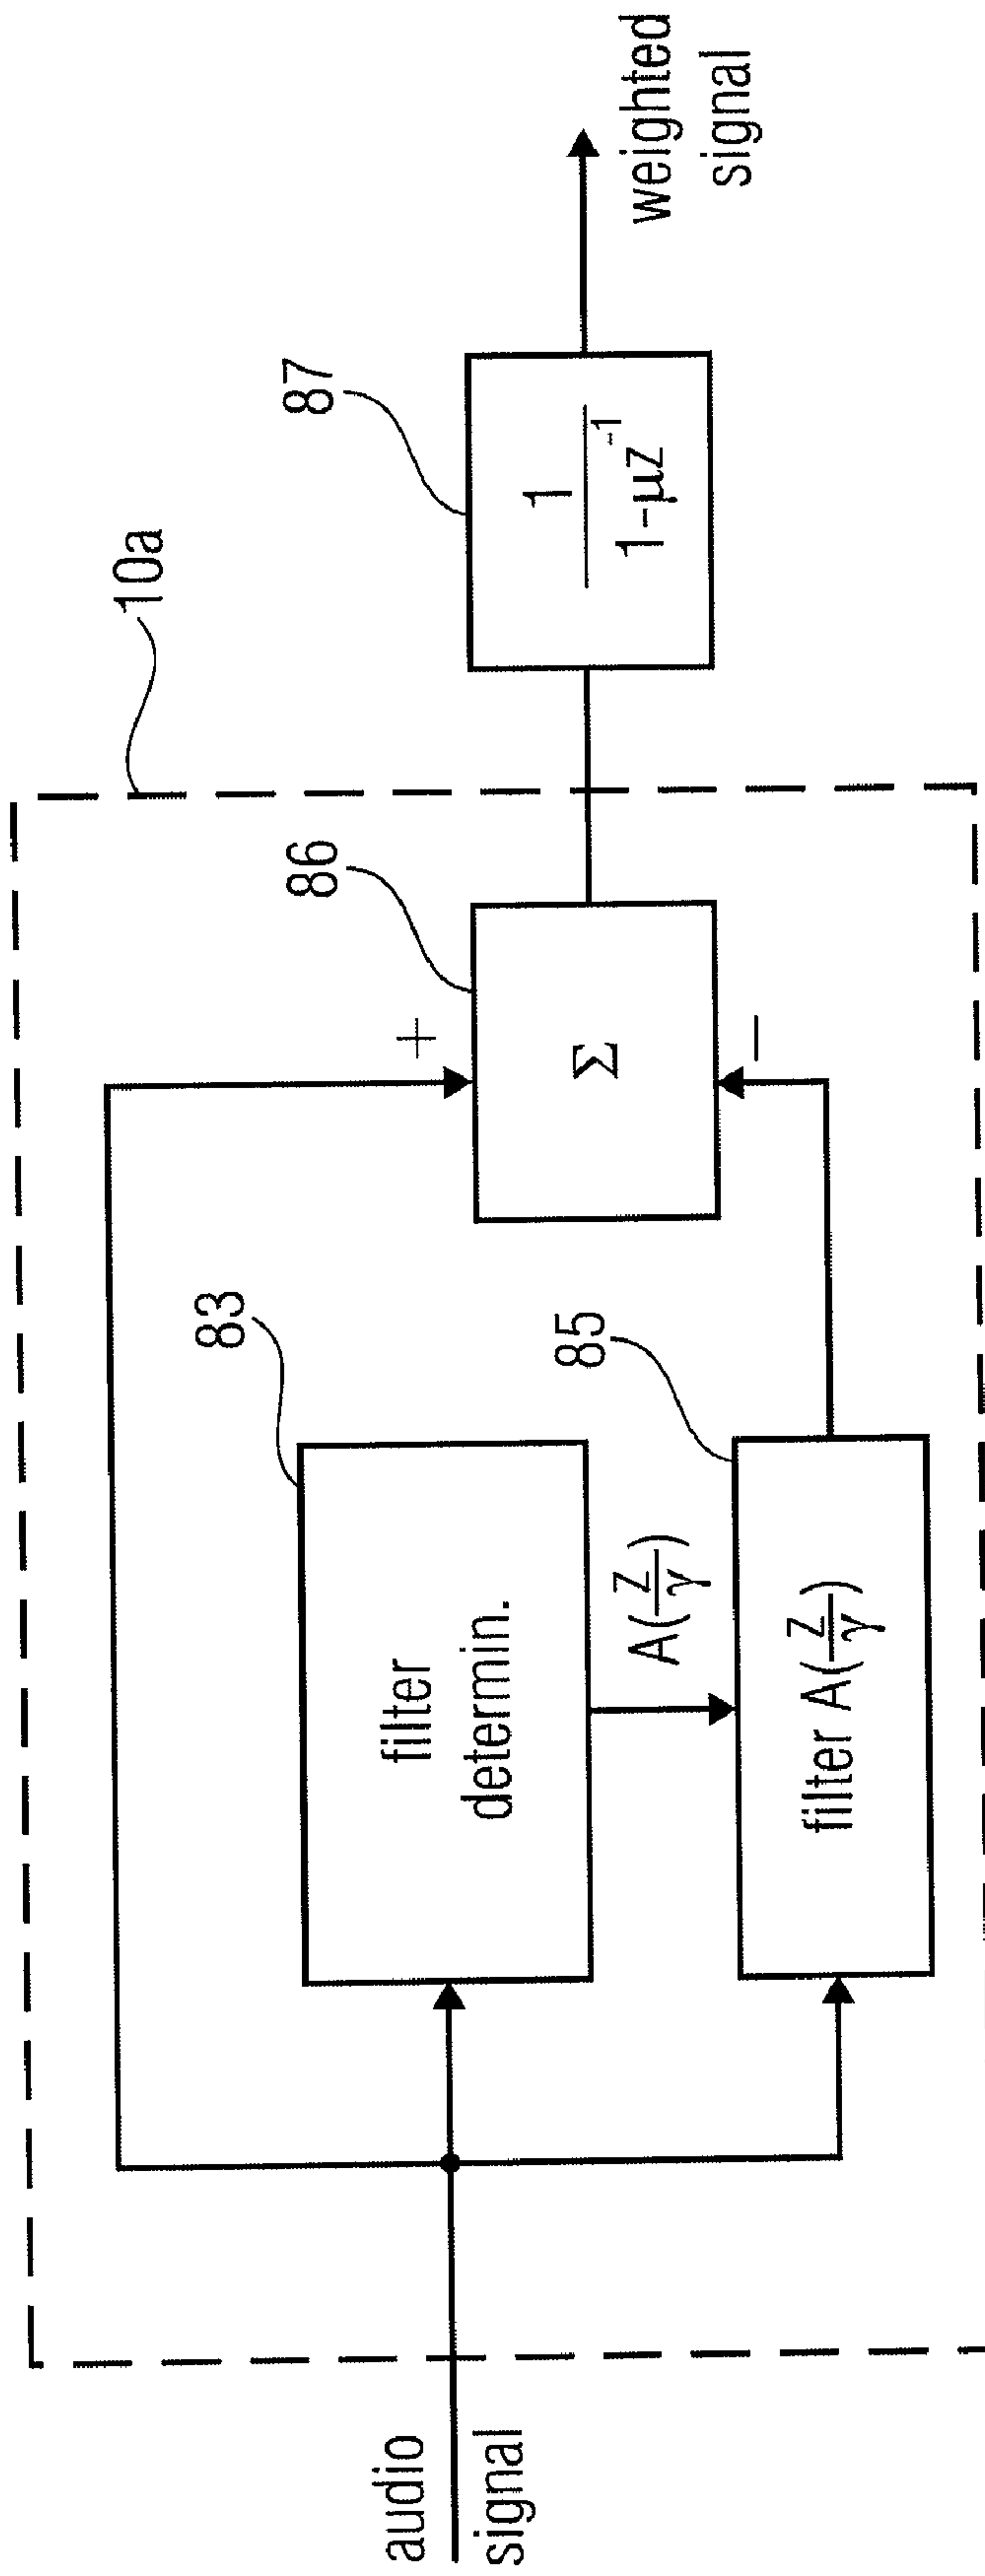 audio
signal
10a
83
filter
determin.
A(z/γ)
85
filter A(z/γ)
86
+
Σ
−
87
1
1-μz⁻¹
weighted
signal